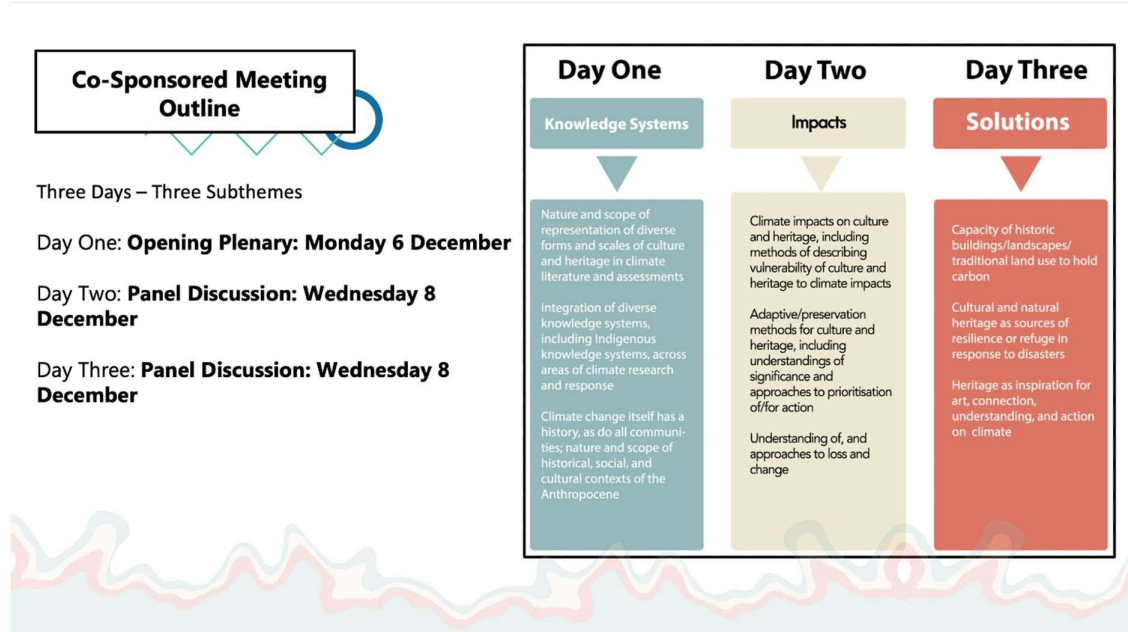 Co-Sponsored Meeting
Outline
Three Days – Three Subthemes
Day One: Opening Plenary: Monday 6 December
Day Two: Panel Discussion: Wednesday 8
December
Day Three: Panel Discussion: Wednesday 8
December
Day One
Knowledge Systems
Nature and scope of
representation of diverse
forms and scales of culture
and heritage in climate
literature and assessments
Integration of diverse
knowledge systems,
including Indigenous
knowledge systems, across
areas of climate research
and response
Climate change itself has a
history, as do all communi-
ties; nature and scope of
historical, social, and
cultural contexts of the
Anthropocene
Day Two
Impacts
Climate impacts on culture
and heritage, including
methods of describing
vulnerability of culture and
heritage to climate impacts
Adaptive/preservation
methods for culture and
heritage, including
understandings of
significance and
approaches to prioritisation
of/for action
Understanding of, and
approaches to loss and
change
Day Three
Solutions
Capacity of historic
buildings/landscapes/
traditional land use to hold
carbon
Cultural and natural
heritage as sources of
resilience or refuge in
response to disasters
Heritage as inspiration for
art, connection,
understanding, and action
on climate